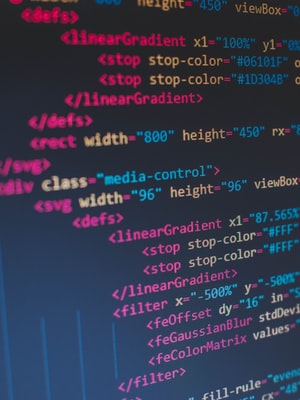 width="800" height="450" viewBox="0
<defs>
<linearGradient x1="100%" y1="0%
<stop stop-color="#06101F" o
<stop stop-color="#1D304B" o
</linearGradient>
</defs>
<rect width="800" height="450" rx="8
</svg>
<div class="media-control">
<svg width="96" height="96" viewBox=
<defs>
<linearGradient x1="87.565%
<stop stop-color="#FFF"
<stop stop-color="#FFF"
</linearGradient>
<filter x="-500%" y="-500%
<feOffset dy="16" in="S
<feGaussianBlur stdDevi
<feColorMatrix values=
</filter>
fill-rule="eveno